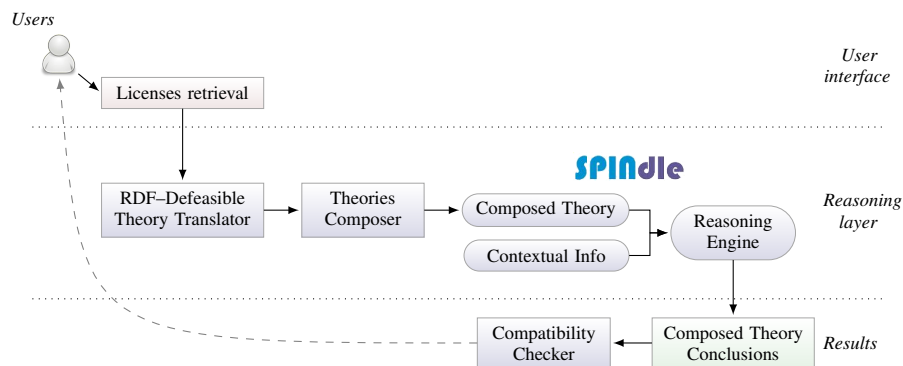 Users
User
interface
Licenses retrieval
SPINdle
RDF–Defeasible
Theory Translator
Theories
Composer
Composed Theory
Contextual Info
Reasoning
Engine
Reasoning
layer
Compatibility
Checker
Composed Theory
Conclusions
Results